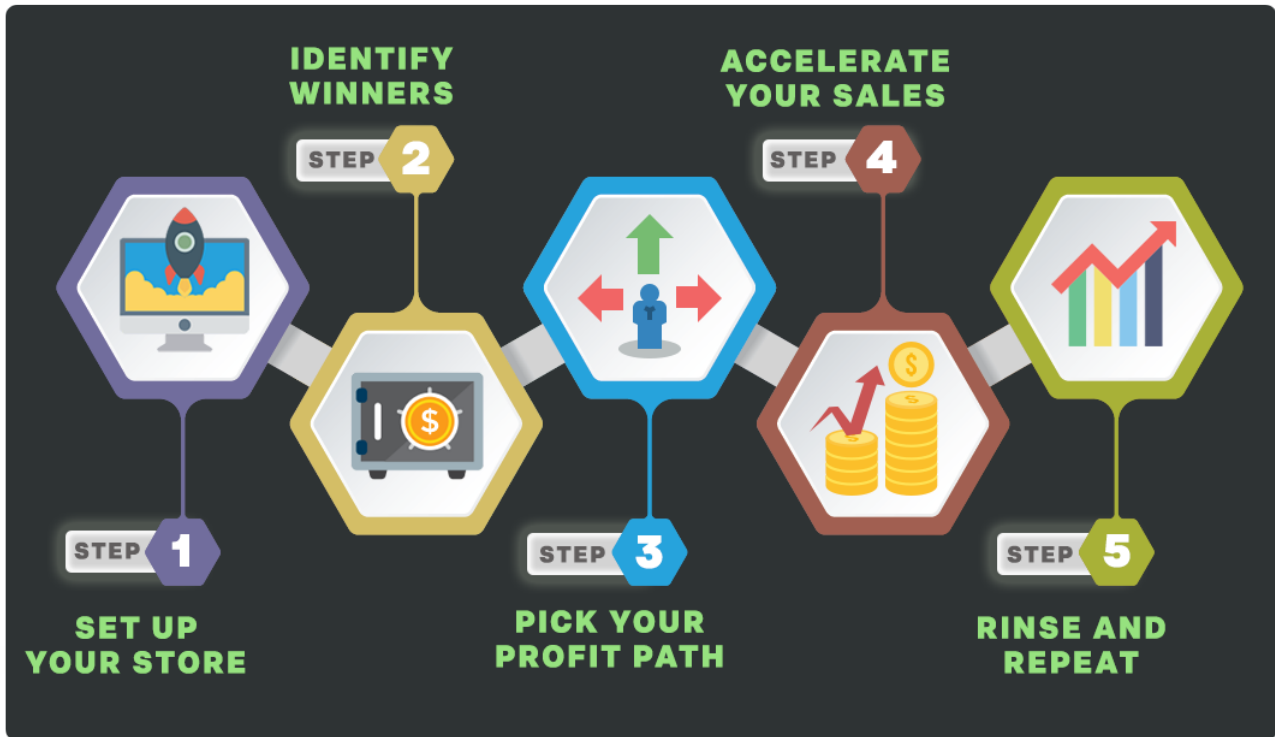 STEP 1
SET UP
YOUR STORE
IDENTIFY
WINNERS
STEP 2
$
STEP 3
PICK YOUR
PROFIT PATH
ACCELERATE
YOUR SALES
STEP 4
$
$
$
STEP 5
RINSE AND
REPEAT